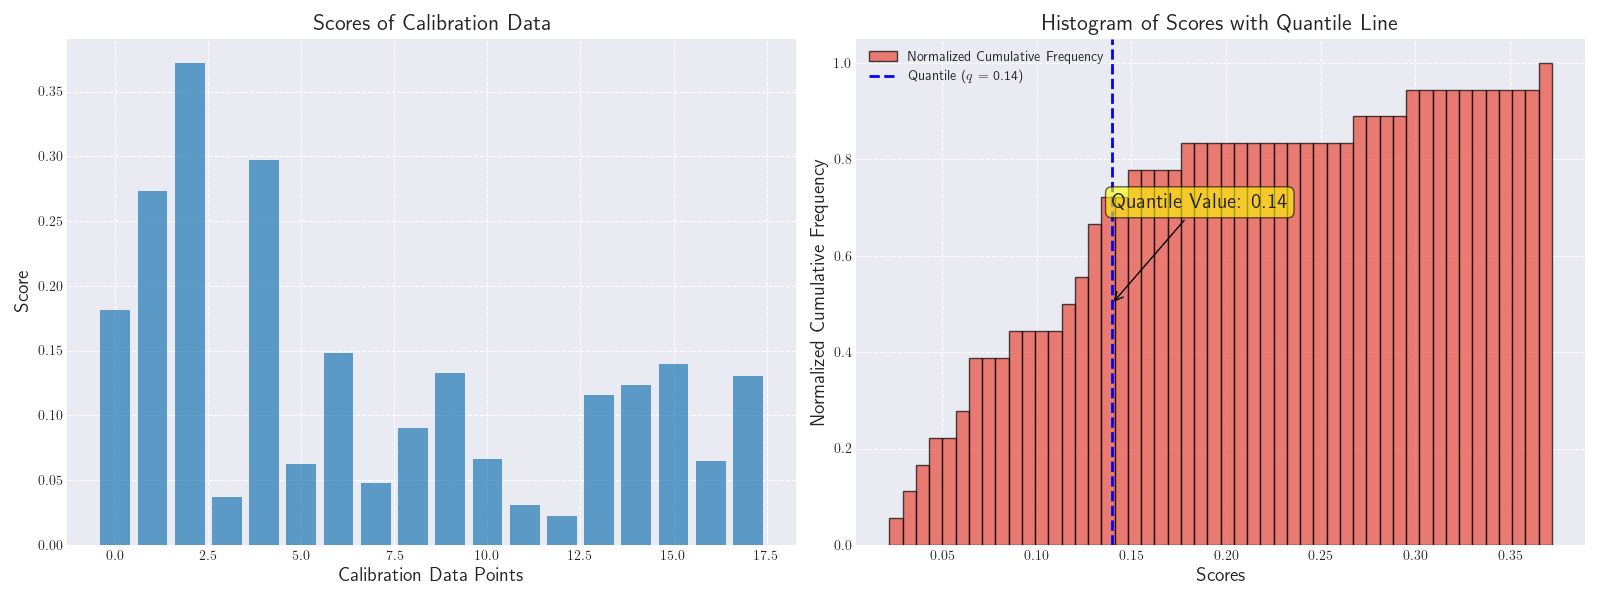 Scores of Calibration Data
Score
0.35
0.30
0.25
0.20
0.15
0.10
0.05
0.00
0.0 2.5 5.0 7.5 10.0 12.5 15.0 17.5
Calibration Data Points
Histogram of Scores with Quantile Line
Normalized Cumulative Frequency
Quantile (q = 0.14)
Quantile Value: 0.14
Normalized Cumulative Frequency
1.0
0.8
0.6
0.4
0.2
0.0
0.05 0.10 0.15 0.20 0.25 0.30 0.35
Scores